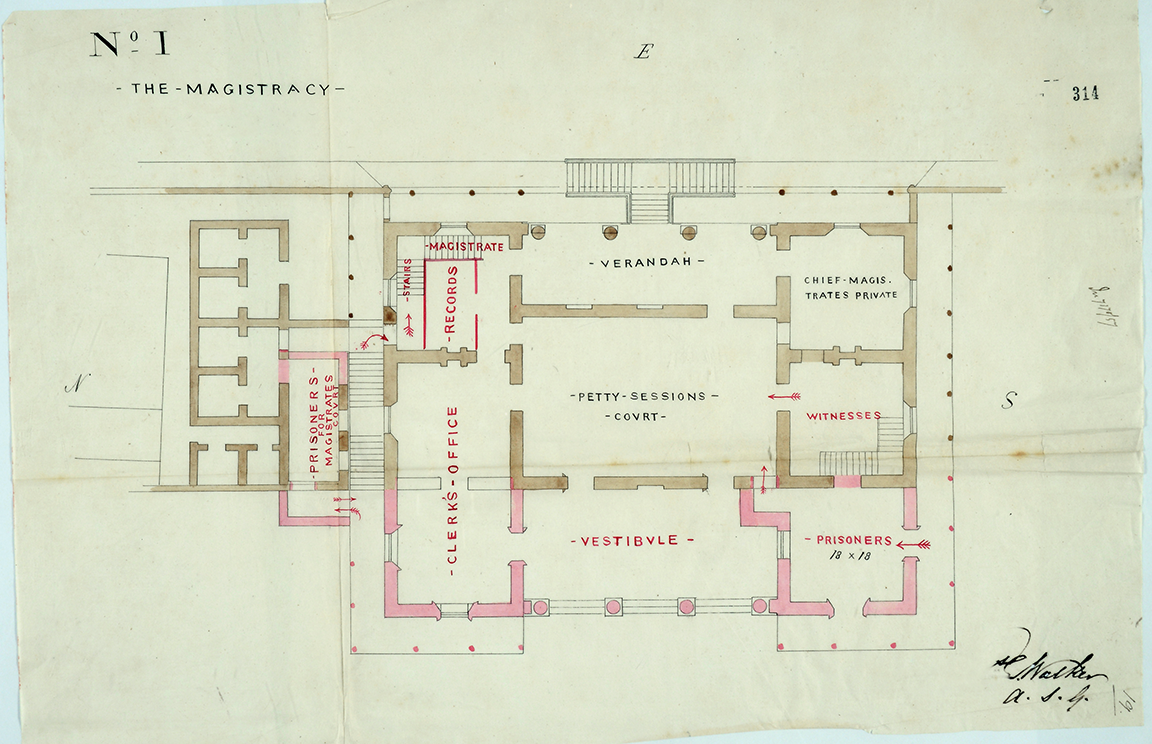 No I
- THE - MAGISTRACY -
E
314
N
S
- MAGISTRATE
- STAIRS
- RECORDS -
- VERANDAH -
CHIEF - MAGIS.
TRATES PRIVATE
- PRISONERS -
FOR
MAGISTRATES
COVRT
- CLERK'S - OFFICE
- PETTY - SESSIONS -
- COVRT -
WITNESSES
- VESTIBVLE -
- PRISONERS
18 x 18
Walker
A. S. G.